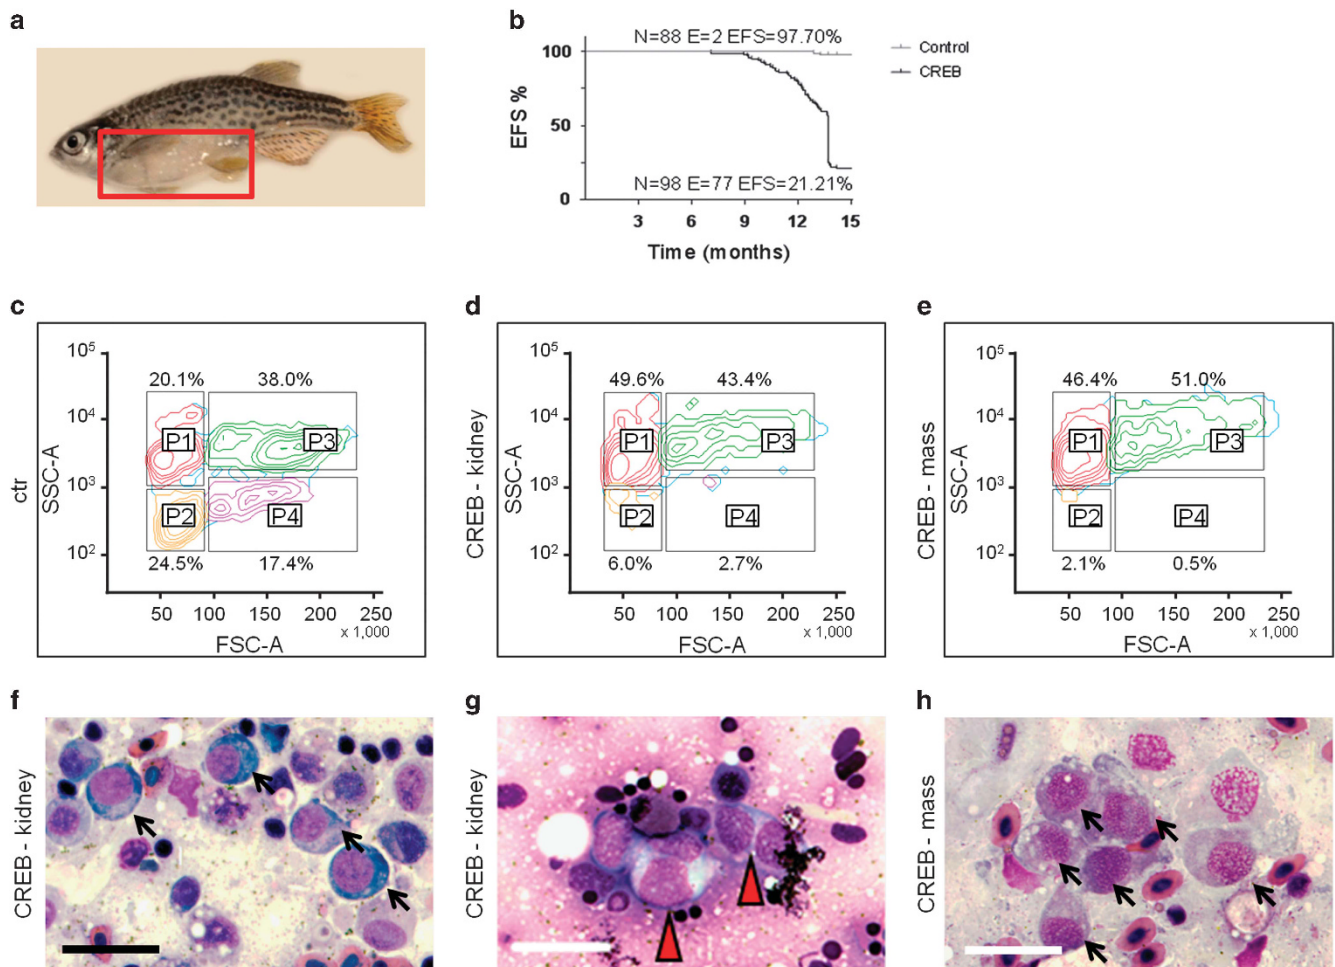 a
b
N=88 E=2 EFS=97.70%
Control
CREB
100
50
0
EFS %
N=98 E=77 EFS=21.21%
3 6 9 12 15
Time (months)
c
ctr
SSC-A
10⁵
10⁴
10³
10²
20.1% 38.0%
P1 P3
P2 P4
24.5% 17.4%
50 100 150 200 250
x 1,000
FSC-A
d
CREB - kidney
SSC-A
10⁵
10⁴
10³
10²
49.6% 43.4%
P1 P3
P2 P4
6.0% 2.7%
50 100 150 200 250
x 1,000
FSC-A
e
CREB - mass
SSC-A
10⁵
10⁴
10³
10²
46.4% 51.0%
P1 P3
P2 P4
2.1% 0.5%
50 100 150 200 250
x 1,000
FSC-A
f
CREB - kidney
g
CREB - kidney
h
CREB - mass